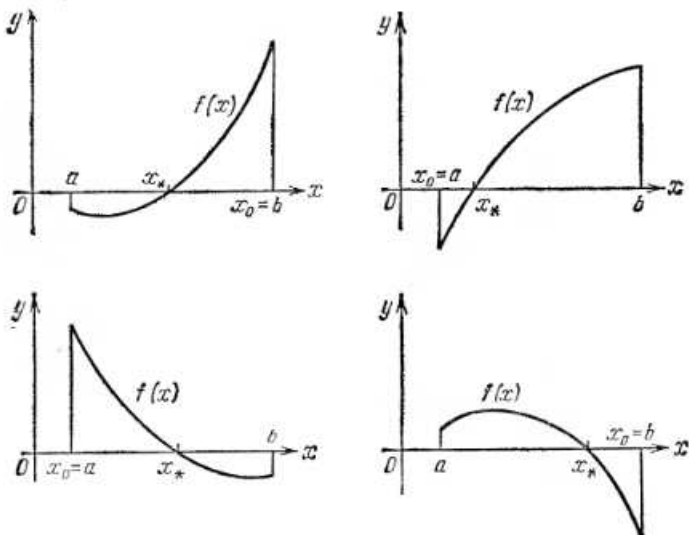 y
f(x)
a
x*
0
x₀=b
x
y
f(x)
x₀=a
0
x*
b
x
y
f(x)
b
0
x₀=a
x*
x
y
f(x)
x₀=b
0
a
x*
x